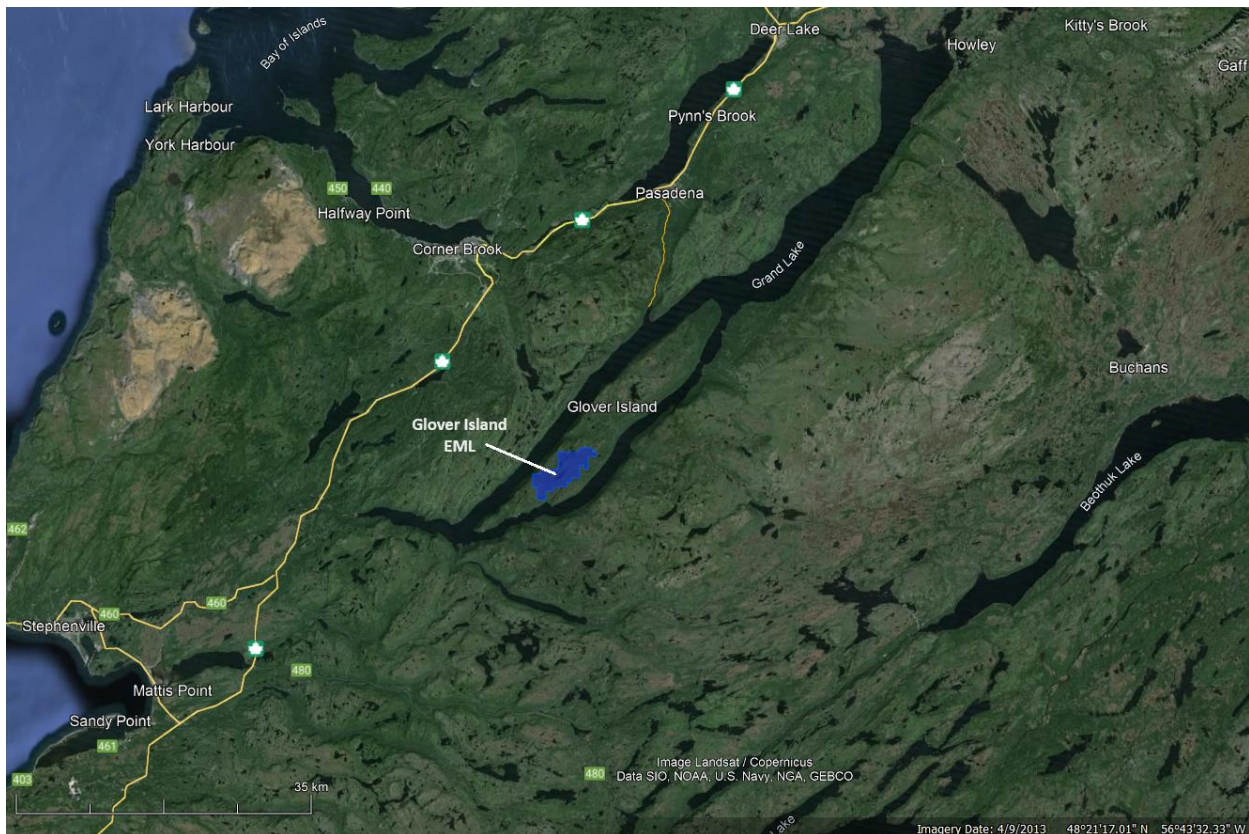 Bay of Islands
Deer Lake
Howley
Kitty's Brook
Gaff
Lark Harbour
Pynn's Brook
York Harbour
450
440
Pasadena
Halfway Point
Corner Brook
Grand Lake
Buchans
Glover Island
Glover Island
EML
Beothuk Lake
462
460
460
Stephenville
480
Mattis Point
Sandy Point
461
403
35 km
480
Image Landsat / Copernicus
Data SIO, NOAA, U.S. Navy, NGA, GEBCO
Lake
Imagery Date: 4/9/2013 48°21'17.01" N 56°43'32.33" W